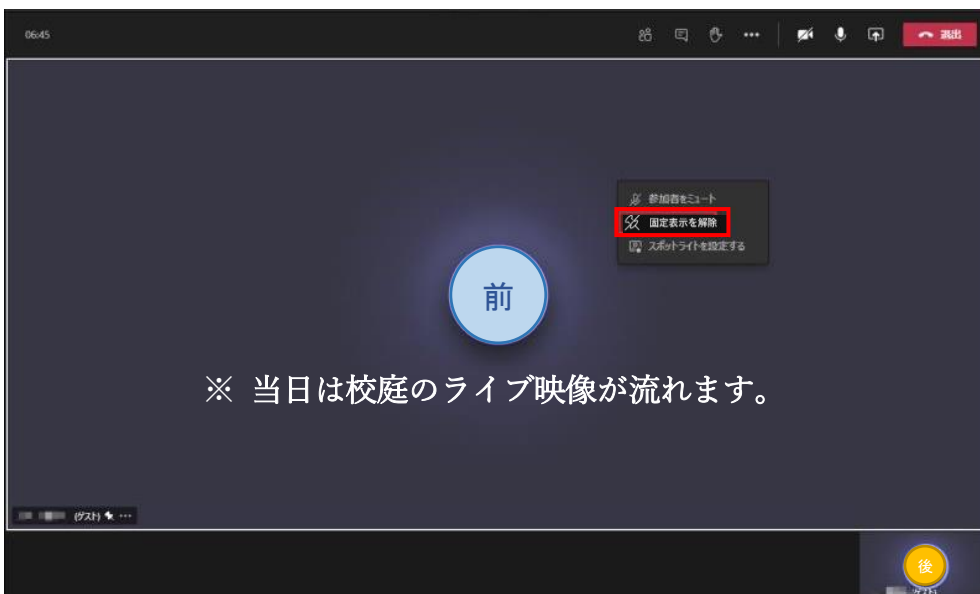 06:45
退出
参加者をミュート
固定表示を解除
スポットライトを設定する
前
※ 当日は校庭のライブ映像が流れます。
(ゲスト)
後